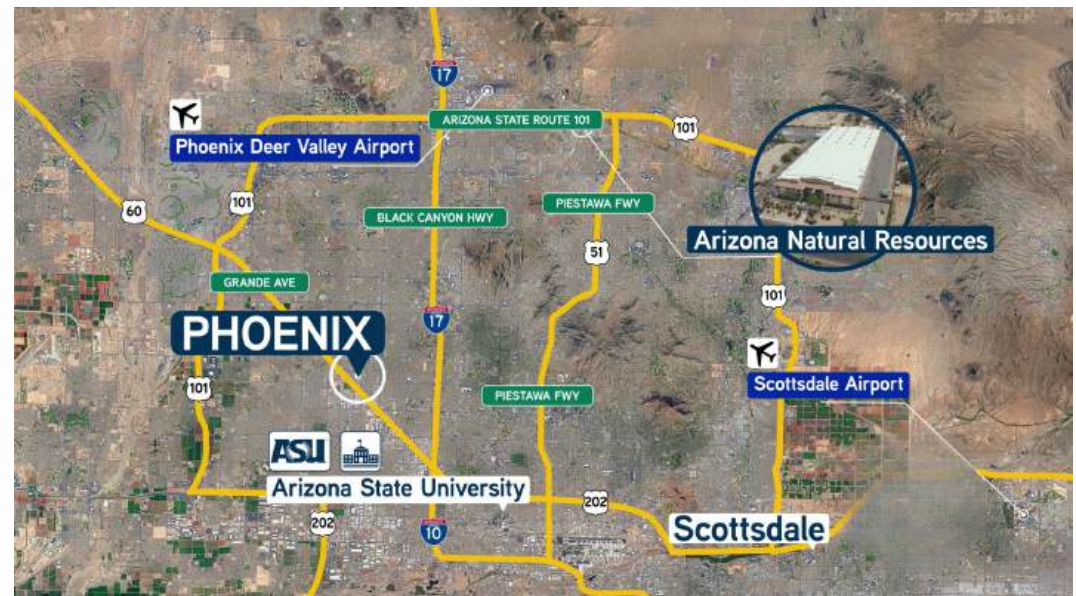 17
ARIZONA STATE ROUTE 101
101
Phoenix Deer Valley Airport
60
101
BLACK CANYON HWY
PIESTAWA FWY
51
Arizona Natural Resources
GRANDE AVE
101
PHOENIX
17
Scottsdale Airport
101
PIESTAWA FWY
ASU
Arizona State University
202
202
10
Scottsdale